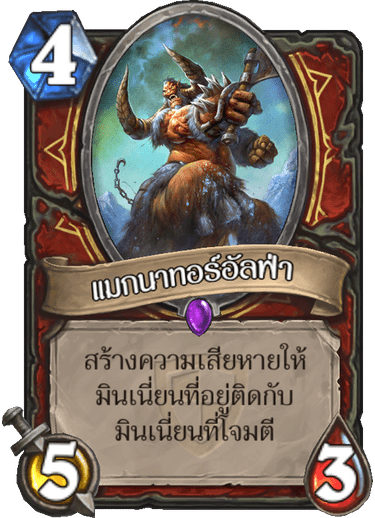 4
แมกนาทอร์อัลฟ่า
สร้างความเสียหายให้
มินเนี่ยนที่อยู่ติดกับ
มินเนี่ยนที่โจมตี
5
3